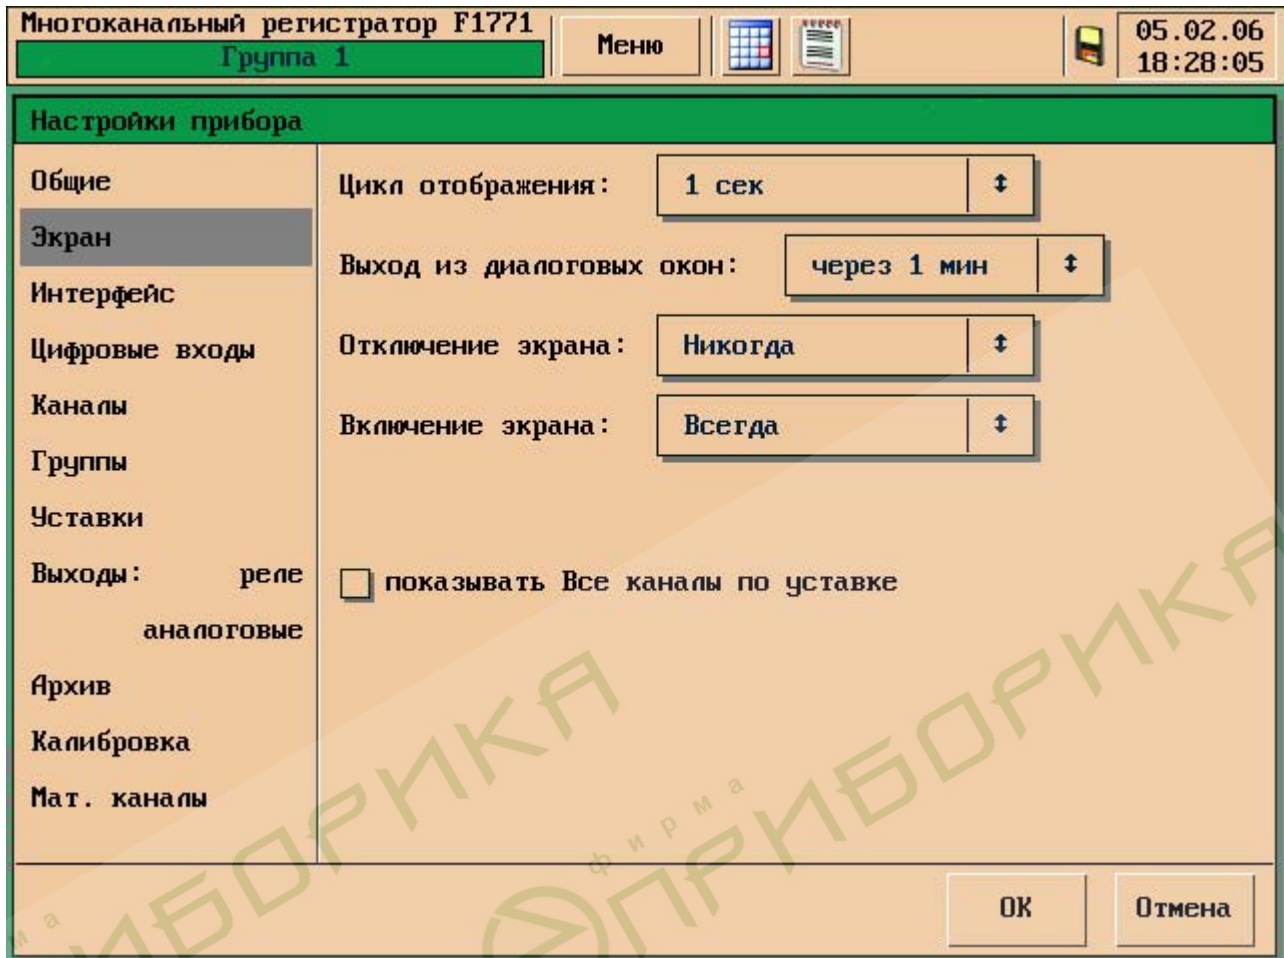 Многоканальный регистратор F1771
Группа 1
Меню
05.02.06
18:28:05
Настройки прибора
Общие
Экран
Интерфейс
Цифровые входы
Каналы
Группы
Уставки
Выходы: реле
аналоговые
Архив
Калибровка
Мат. каналы
Цикл отображения: 1 сек
Выход из диалоговых окон: через 1 мин
Отключение экрана: Никогда
Включение экрана: Всегда
показывать Все каналы по уставке
ОК
Отмена
фирма
ПРИБОРИКА